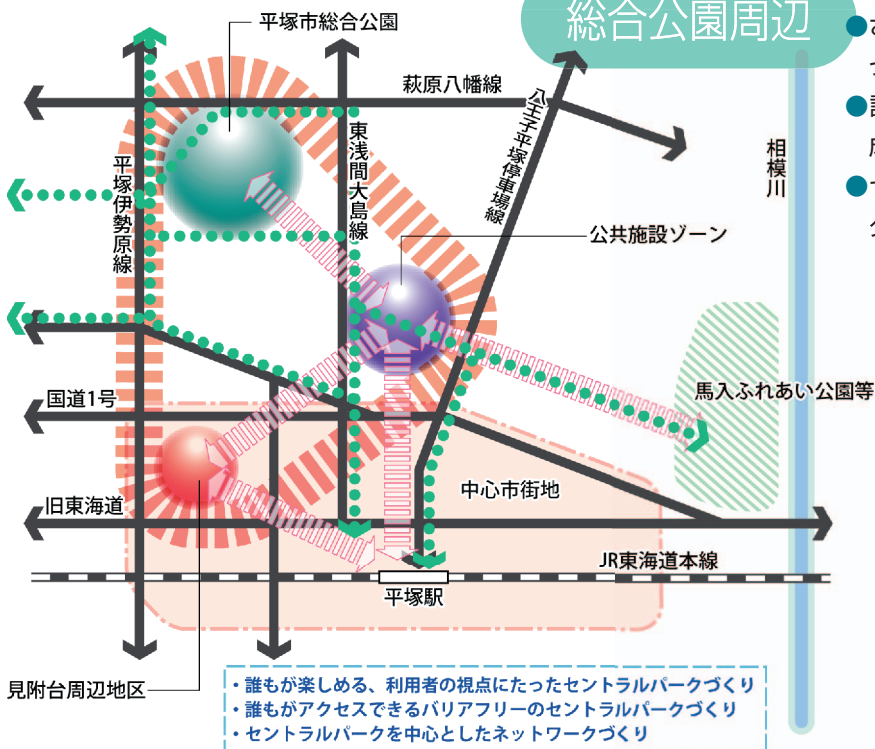 総合公園周辺
平塚市総合公園
萩原八幡線
八王子平塚停車場線
東浅間大島線
平塚伊勢原線
相模川
公共施設ゾーン
馬入ふれあい公園等
国道1号
中心市街地
旧東海道
JR東海道本線
平塚駅
見附台周辺地区
・誰もが楽しめる、利用者の視点にたったセントラルパークづくり
・誰もがアクセスできるバリアフリーのセントラルパークづくり
・セントラルパークを中心としたネットワークづくり